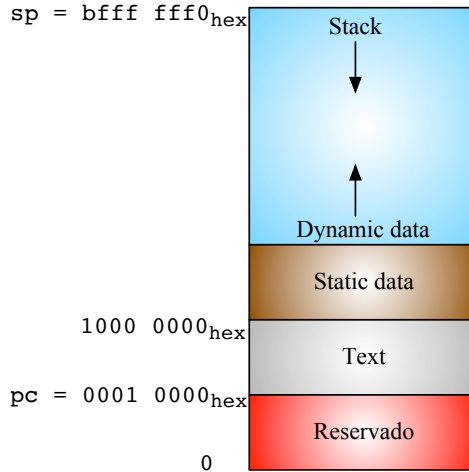 sp = bfff fff0hex
Stack
Dynamic data
Static data
1000 0000hex
Text
pc = 0001 0000hex
Reservado
0